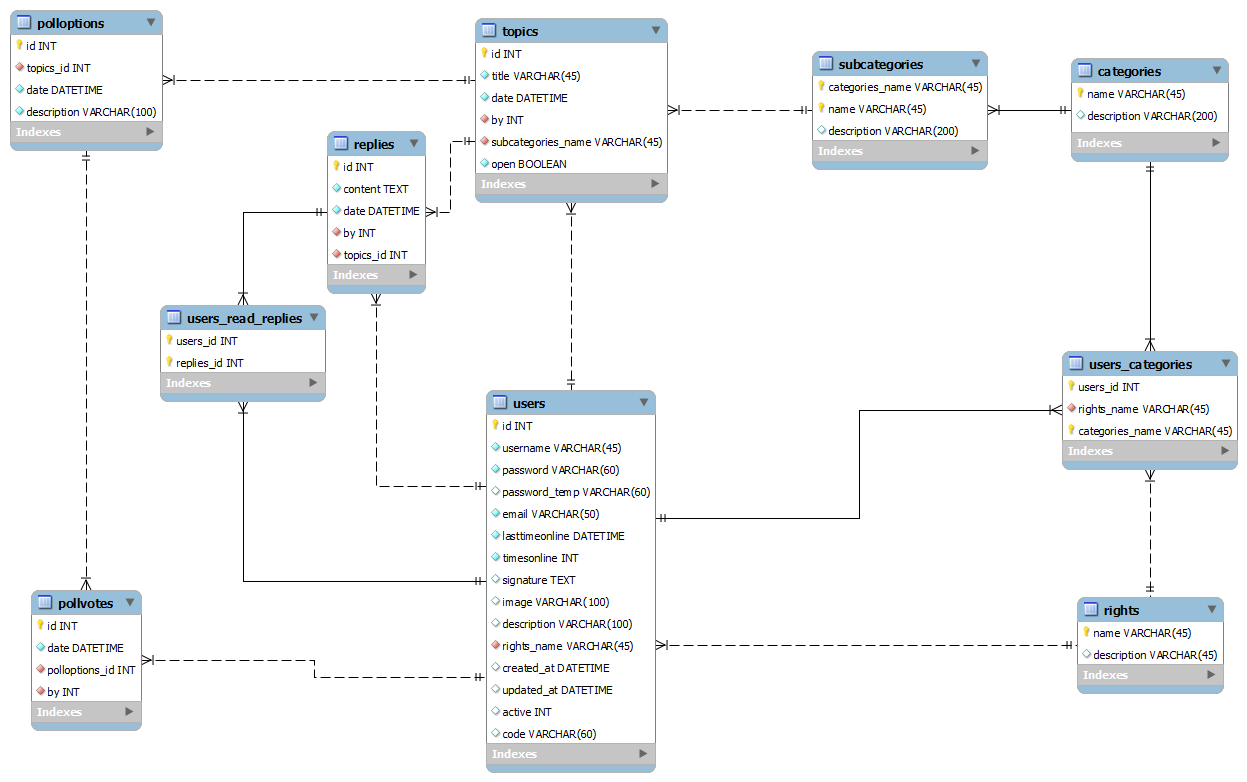 polloptions
id INT
topics_id INT
date DATETIME
description VARCHAR(100)
Indexes
topics
id INT
title VARCHAR(45)
date DATETIME
by INT
subcategories_name VARCHAR(45)
open BOOLEAN
Indexes
subcategories
categories_name VARCHAR(45)
name VARCHAR(45)
description VARCHAR(200)
Indexes
categories
name VARCHAR(45)
description VARCHAR(200)
Indexes
replies
id INT
content TEXT
date DATETIME
by INT
topics_id INT
Indexes
users_read_replies
users_id INT
replies_id INT
Indexes
users_categories
users_id INT
rights_name VARCHAR(45)
categories_name VARCHAR(45)
Indexes
users
id INT
username VARCHAR(45)
password VARCHAR(60)
password_temp VARCHAR(60)
email VARCHAR(50)
lasttimeonline DATETIME
timesonline INT
signature TEXT
image VARCHAR(100)
description VARCHAR(100)
rights_name VARCHAR(45)
created_at DATETIME
updated_at DATETIME
active INT
code VARCHAR(60)
Indexes
pollvotes
id INT
date DATETIME
polloptions_id INT
by INT
Indexes
rights
name VARCHAR(45)
description VARCHAR(45)
Indexes